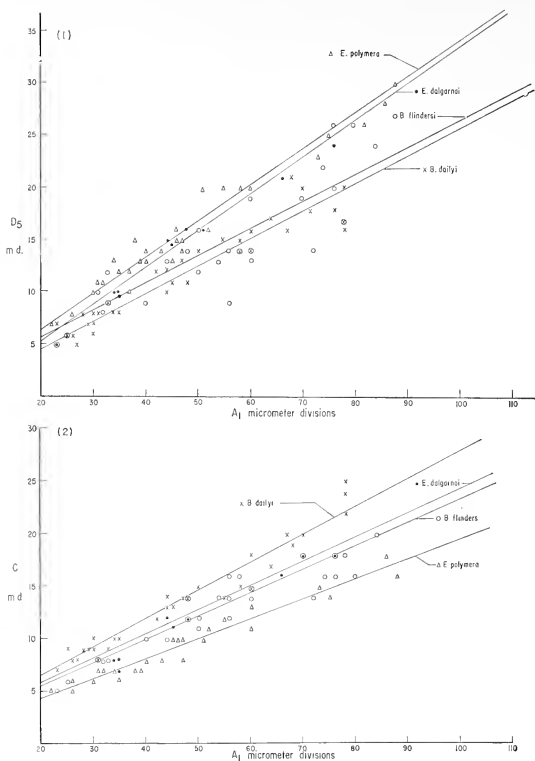 (1)
35
30
25
20
15
10
5
0
D5
m d.
Δ E. polymera
• E. dalgarnoi
B flindersi
x B. dailyi
20 30 40 50 60 70 80 90 100 110
A1 micrometer divisions
(2)
30
25
20
15
10
5
0
C
m d
x B dailyi
• E. dalgarnoi
O B flinders
Δ E polymera
20 30 40 50 60 70 80 90 100 110
A1 micrometer divisions